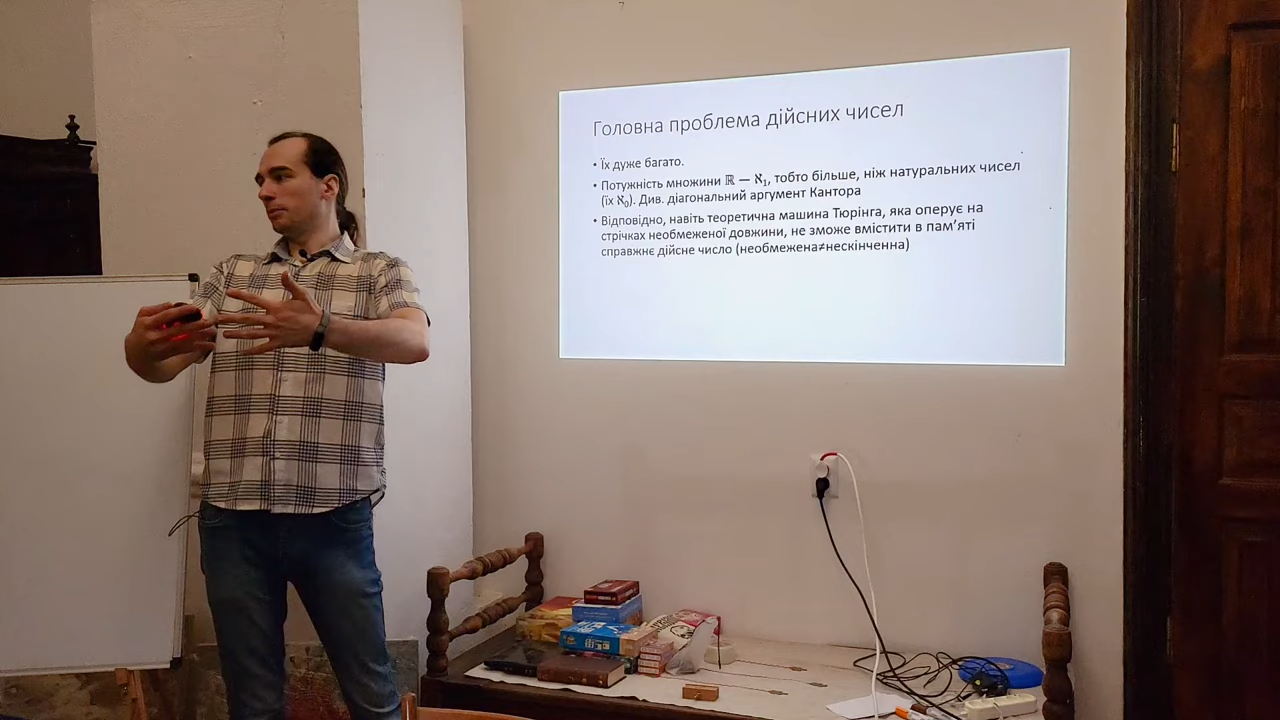 Головна проблема дійсних чисел
• Їх дуже багато.
• Потужність множини ℝ — ℵ₁, тобто більше, ніж натуральних чисел
(їх ℵ₀). Див. діагональний аргумент Кантора
• Відповідно, навіть теоретична машина Тюрінга, яка оперує на
стрічках необмеженої довжини, не зможе вмістити в пам’яті
справжнє дійсне число (необмежена≠нескінченна)